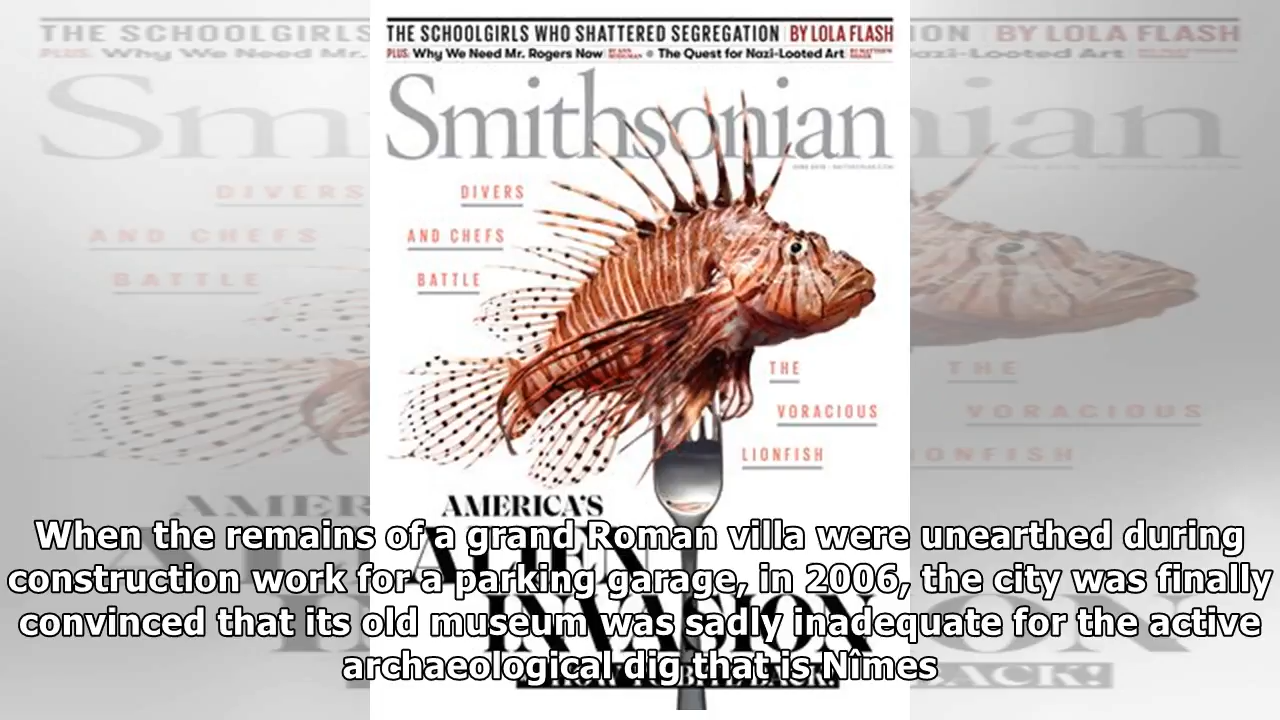 THE SCHOOLGIRLS WHO SHATTERED SEGREGATION | BY LOLA FLASH
PLUS: Why We Need Mr. Rogers Now • The Quest for Nazi-Looted Art
Smithsonian
DIVERS
AND CHEFS
BATTLE
THE
VORACIOUS
LIONFISH
AMERICA'S
ALIEN
INVASION
When the remains of a grand Roman villa were unearthed during
construction work for a parking garage, in 2006, the city was finally
convinced that its old museum was sadly inadequate for the active
archaeological dig that is Nîmes